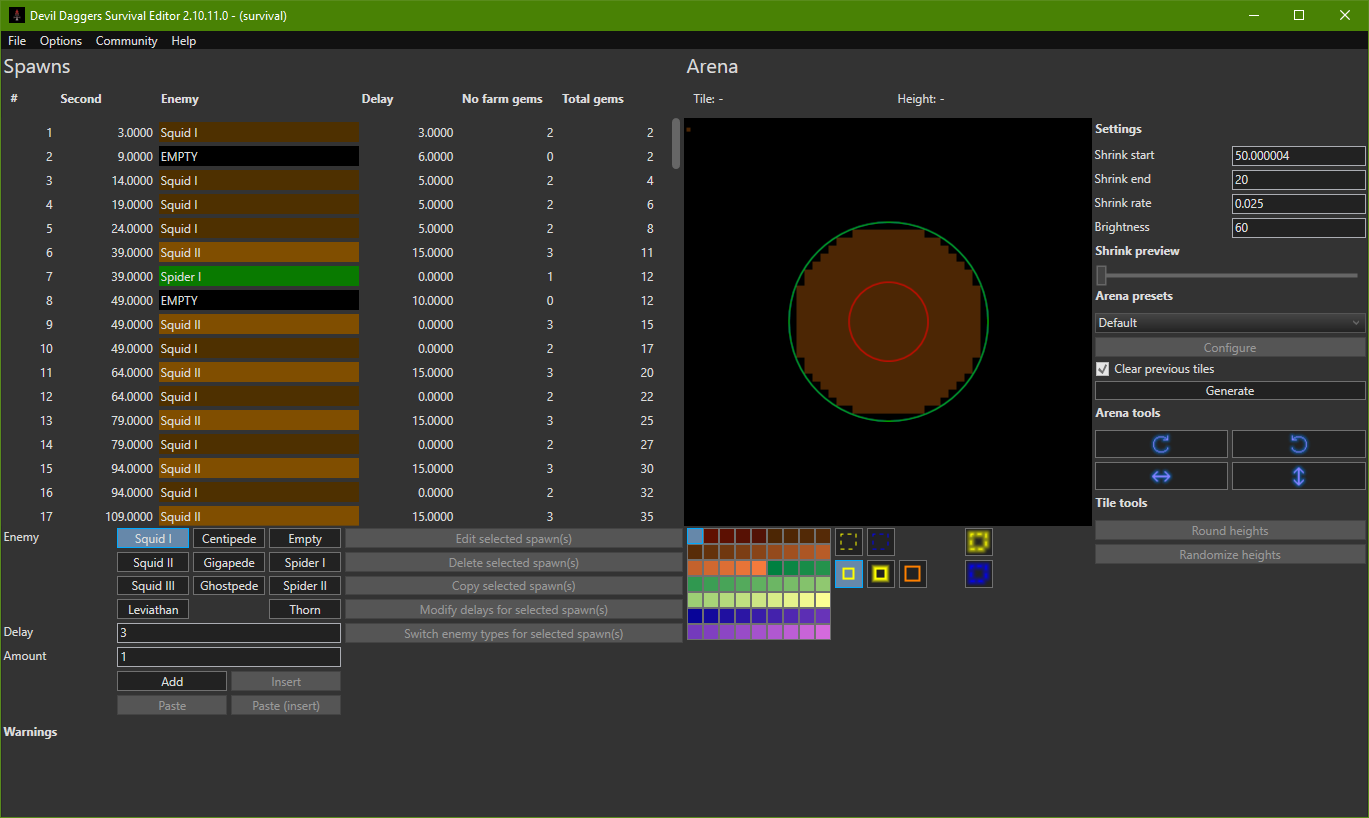 Devil Daggers Survival Editor 2.10.11.0 - (survival)
File Options Community Help
Spawns
# Second Enemy Delay No farm gems Total gems
1 3.0000 Squid I 3.0000 2 2
2 9.0000 EMPTY 6.0000 0 2
3 14.0000 Squid I 5.0000 2 4
4 19.0000 Squid I 5.0000 2 6
5 24.0000 Squid I 5.0000 2 8
6 39.0000 Squid II 15.0000 3 11
7 39.0000 Spider I 0.0000 1 12
8 49.0000 EMPTY 10.0000 0 12
9 49.0000 Squid II 0.0000 3 15
10 49.0000 Squid I 0.0000 2 17
11 64.0000 Squid II 15.0000 3 20
12 64.0000 Squid I 0.0000 2 22
13 79.0000 Squid II 15.0000 3 25
14 79.0000 Squid I 0.0000 2 27
15 94.0000 Squid II 15.0000 3 30
16 94.0000 Squid I 0.0000 2 32
17 109.0000 Squid II 15.0000 3 35
Enemy
Squid I Centipede Empty
Squid II Gigapede Spider I
Squid III Ghostpede Spider II
Leviathan Thorn
Edit selected spawn(s)
Delete selected spawn(s)
Copy selected spawn(s)
Modify delays for selected spawn(s)
Switch enemy types for selected spawn(s)
Delay 3
Amount 1
Add Insert
Paste Paste (insert)
Warnings
Arena
Tile: - Height: -
Settings
Shrink start 50.000004
Shrink end 20
Shrink rate 0.025
Brightness 60
Shrink preview
Arena presets
Default
Configure
Clear previous tiles
Generate
Arena tools
Tile tools
Round heights
Randomize heights